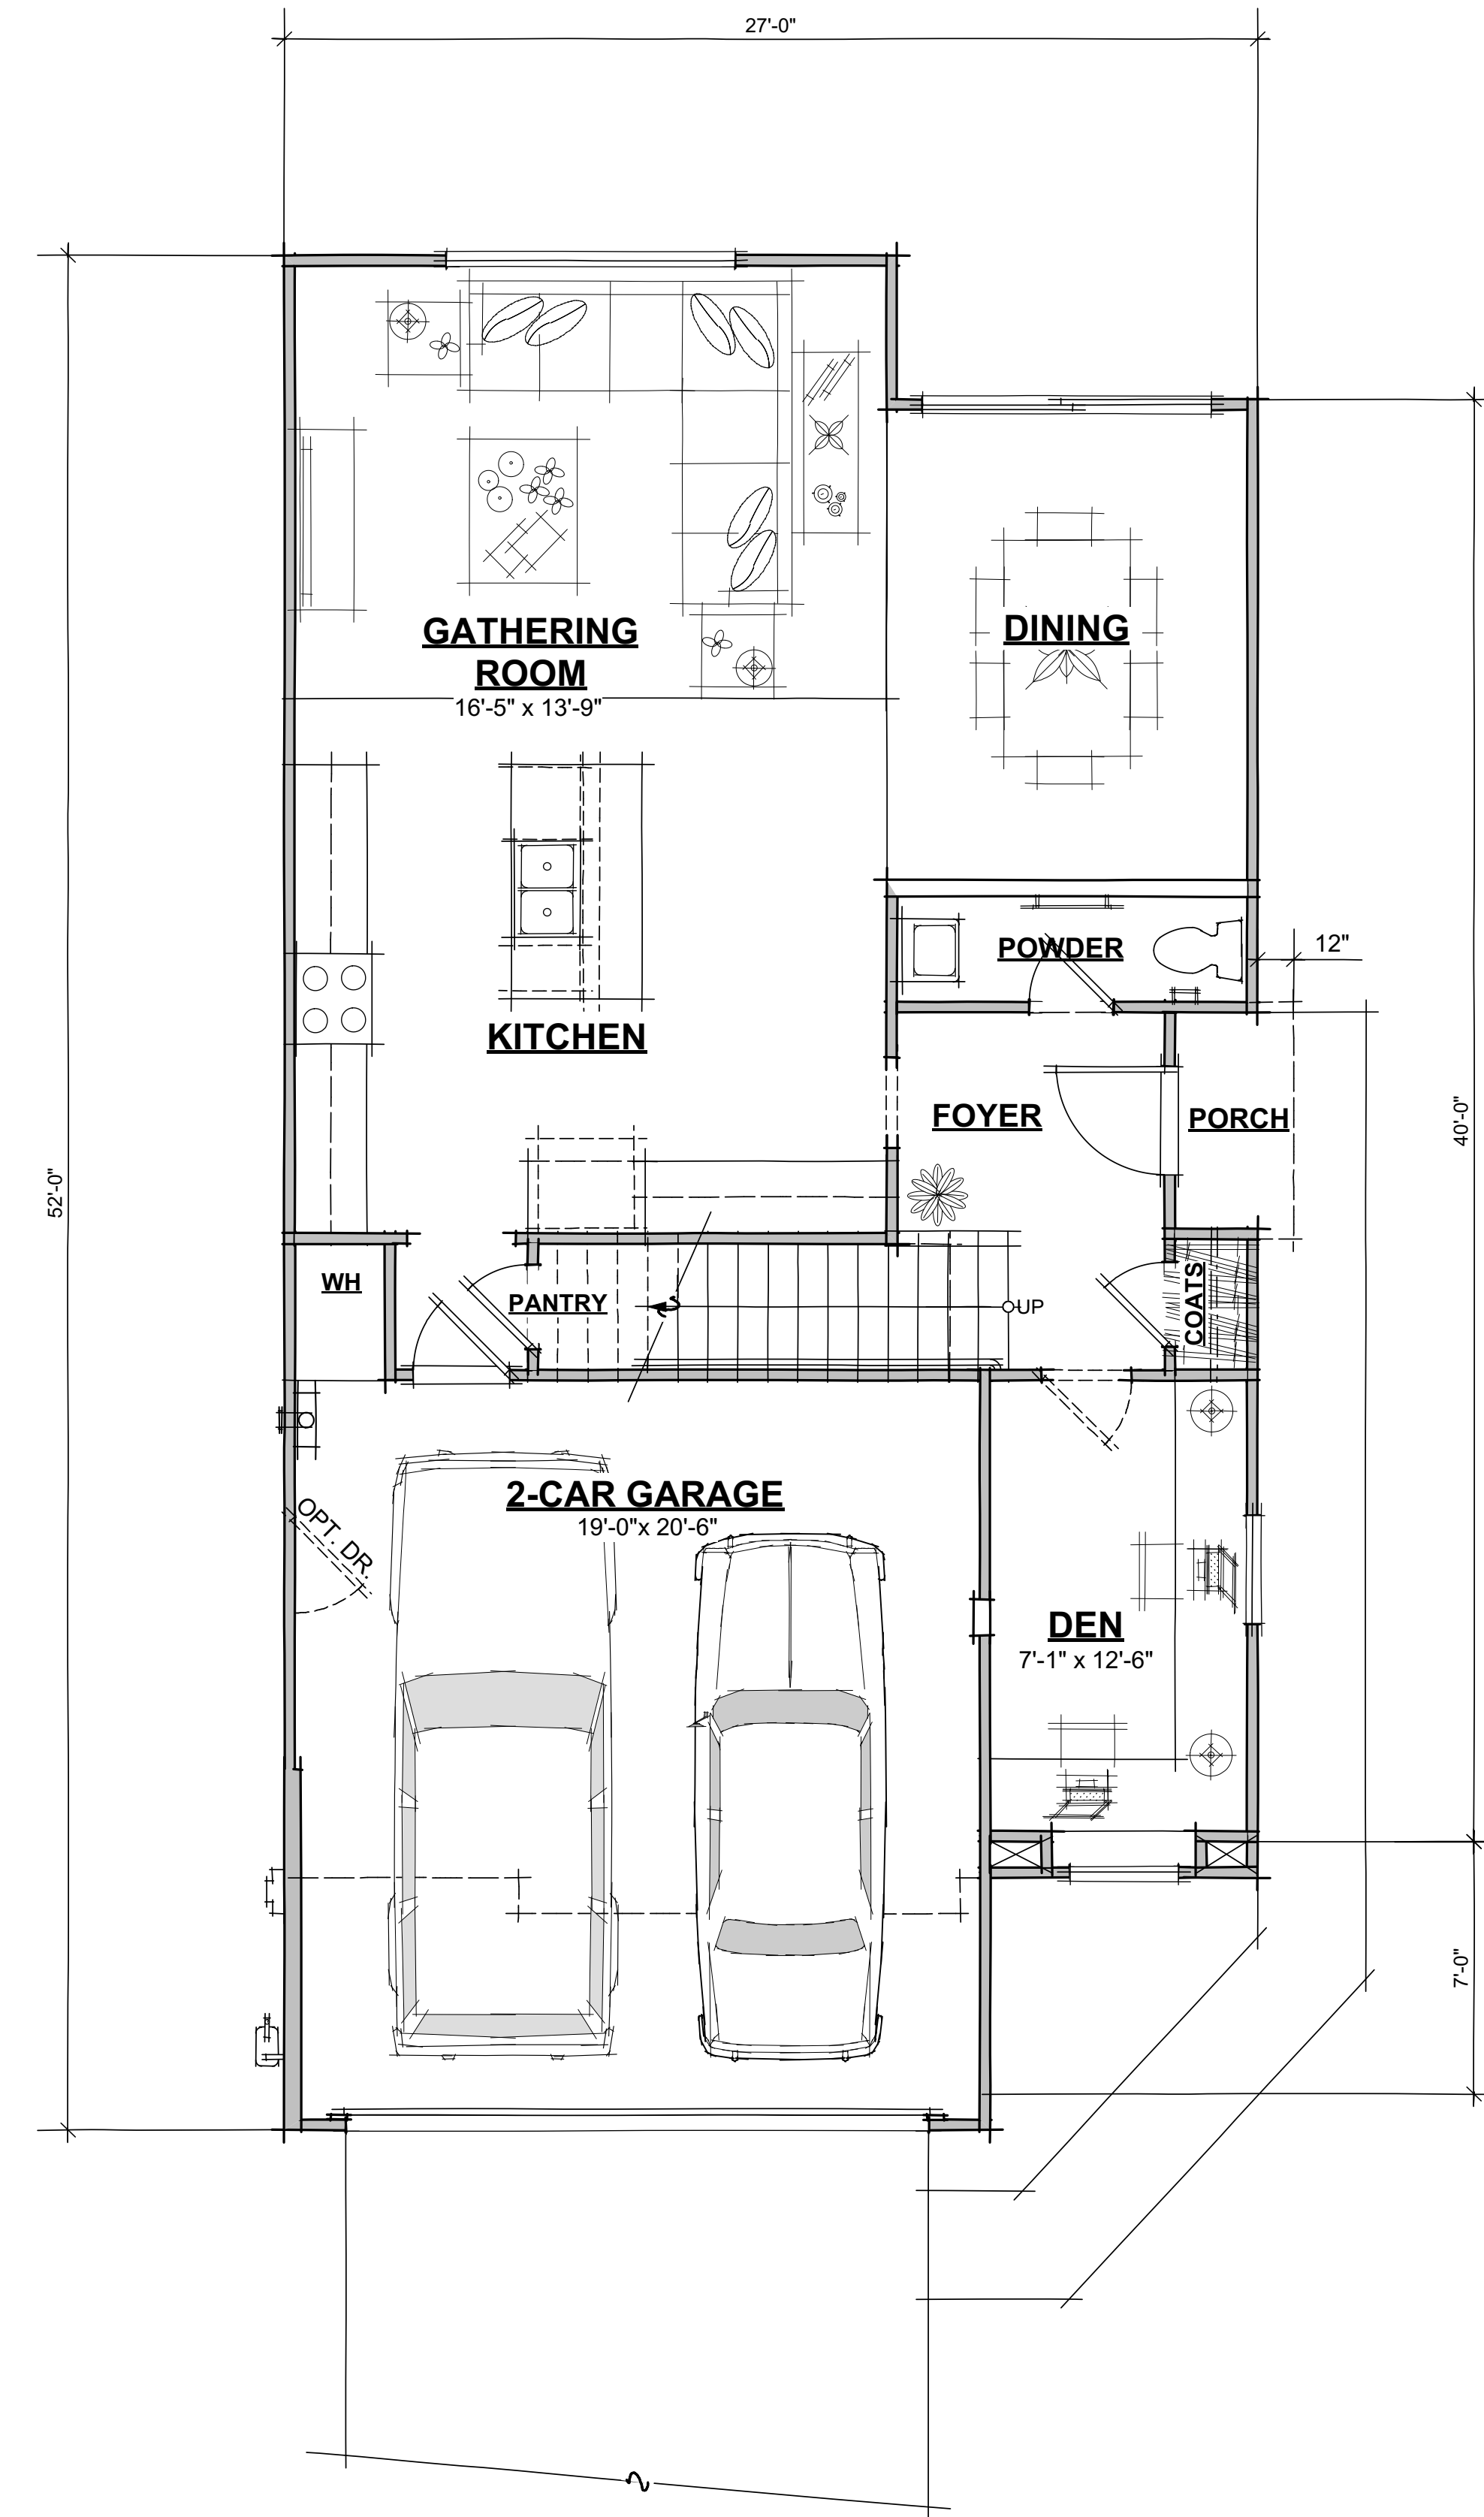 27'-0"
GATHERING
ROOM
16'-5" x 13'-9"
DINING
POWDER
12"
KITCHEN
FOYER
PORCH
40'-0"
52'-0"
WH
PANTRY
UP
COATS
2-CAR GARAGE
19'-0"x 20'-6"
OPT. DR.
DEN
7'-1" x 12'-6"
7'-0"